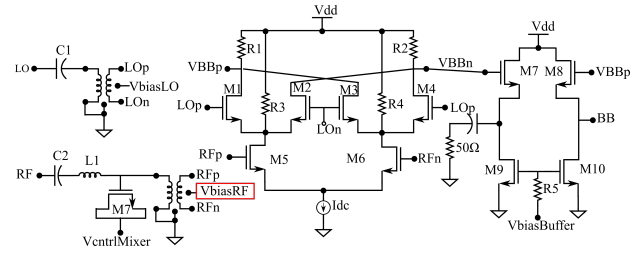 Vdd
Vdd
C1
LO
LOp
VbiasLO
LOn
R1
R2
VBBp
VBBn
M7
M8
VBBp
M1
M2
M3
M4
LOp
R3
R4
LOp
LOn
BB
50Ω
RFp
M5
M6
RFn
M9
M10
R5
VbiasBuffer
Idc
RF
C2
L1
RFp
VbiasRF
RFn
M7
VcntrlMixer